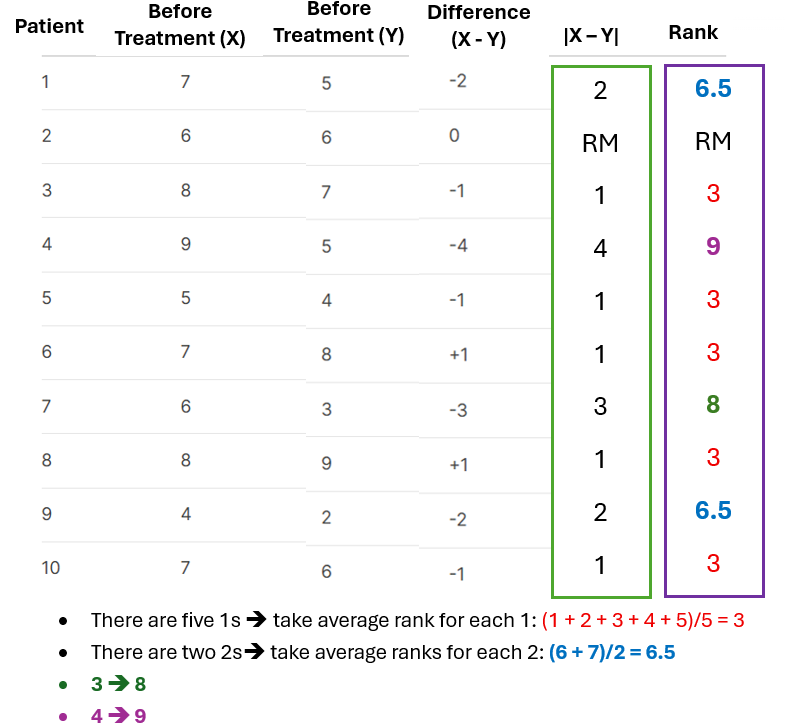 Patient Before Treatment (X) Before Treatment (Y) Difference (X - Y) |X – Y| Rank
1 7 5 -2 2 6.5
2 6 6 0 RM RM
3 8 7 -1 1 3
4 9 5 -4 4 9
5 5 4 -1 1 3
6 7 8 +1 1 3
7 6 3 -3 3 8
8 8 9 +1 1 3
9 4 2 -2 2 6.5
10 7 6 -1 1 3
• There are five 1s ➔ take average rank for each 1: (1 + 2 + 3 + 4 + 5)/5 = 3
• There are two 2s➔ take average ranks for each 2: (6 + 7)/2 = 6.5
• 3 ➔ 8
• 4 ➔ 9